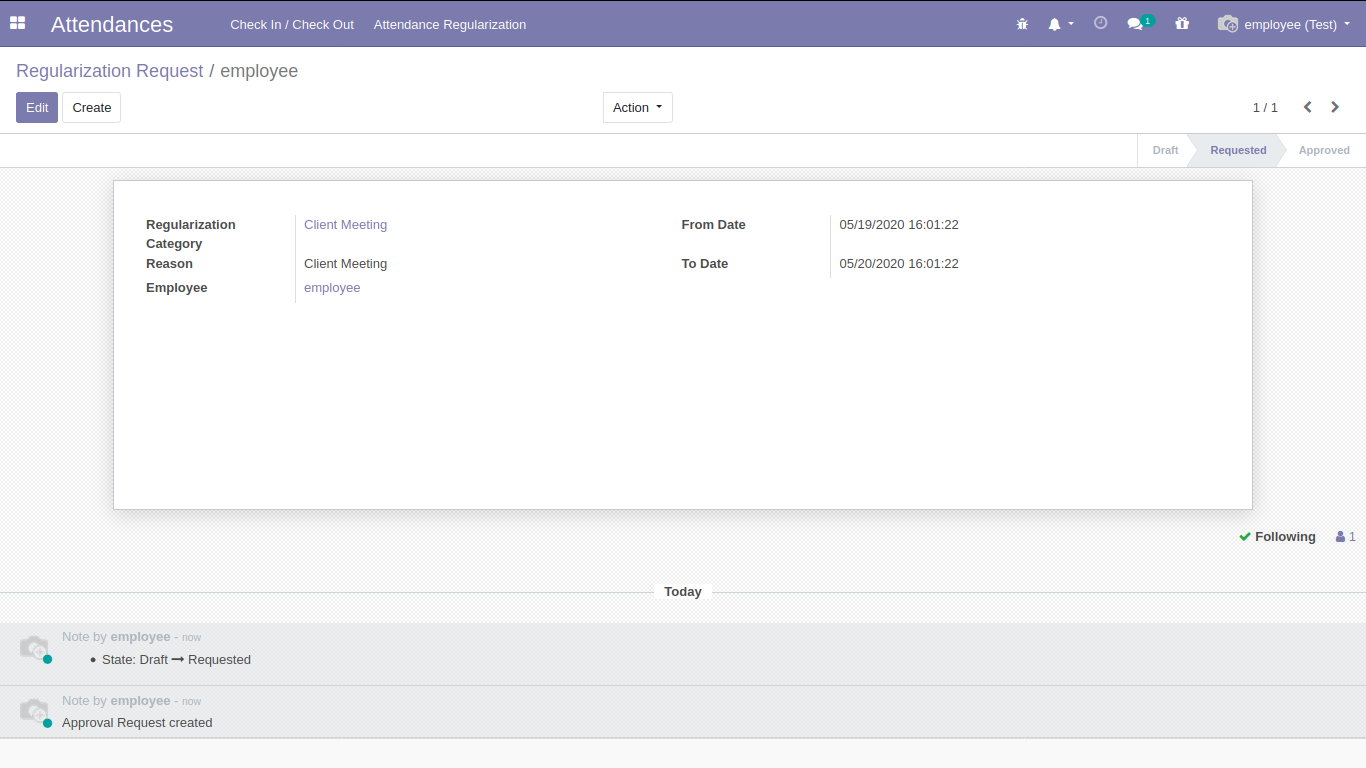 Attendances Check In / Check Out Attendance Regularization 1 employee (Test)
Regularization Request / employee
Edit Create Action 1 / 1
Draft Requested Approved
Regularization Category Client Meeting From Date 05/19/2020 16:01:22
Reason Client Meeting To Date 05/20/2020 16:01:22
Employee employee
Following 1
Today
Note by employee - now
• State: Draft → Requested
Note by employee - now
Approval Request created